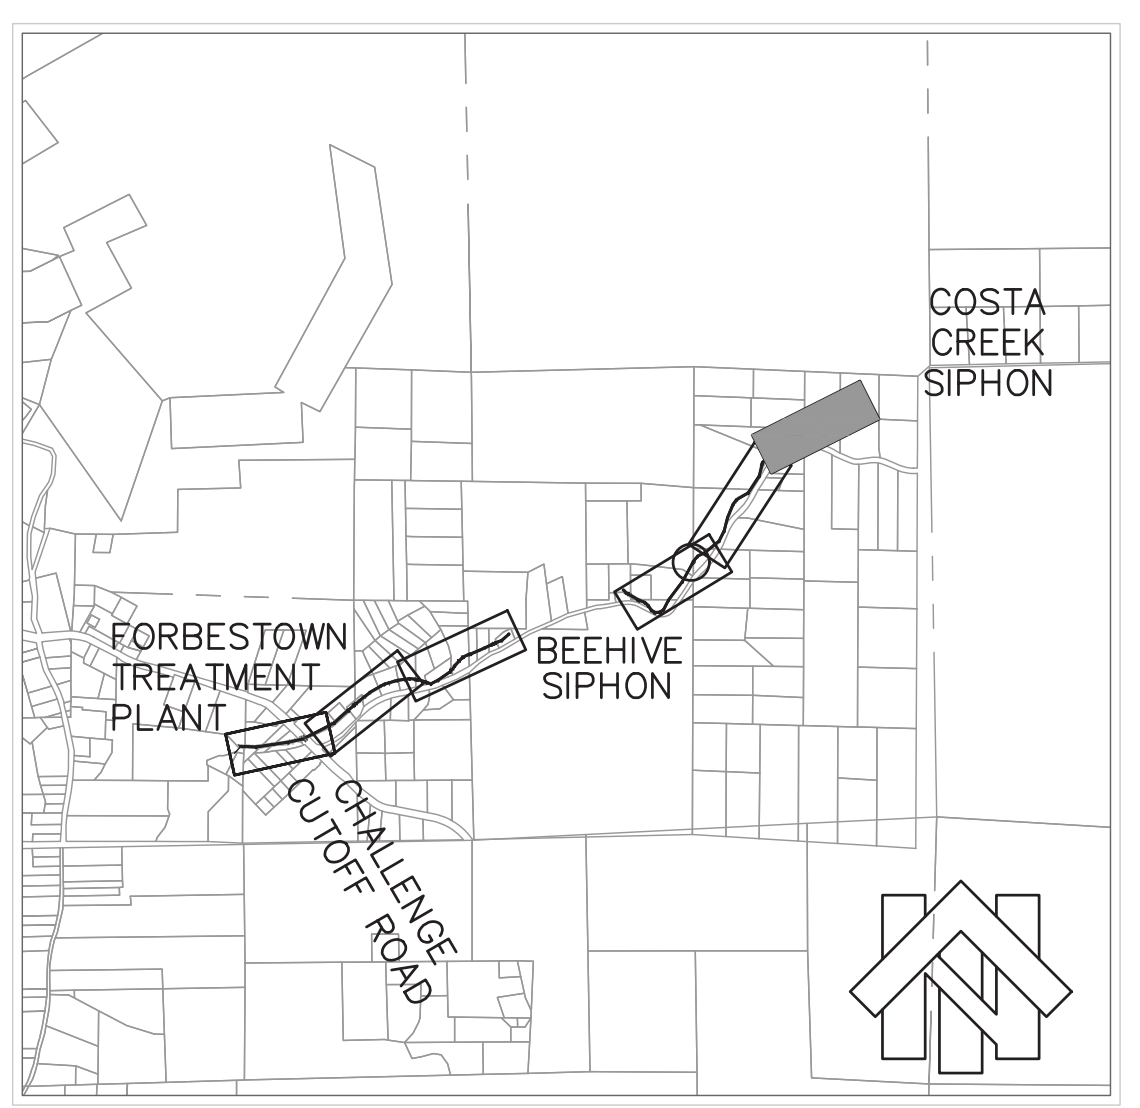 COSTA
CREEK
SIPHON
FORBESTOWN
TREATMENT
PLANT
BEEHIVE
SIPHON
CHALLENGE
CUTOFF ROAD
N